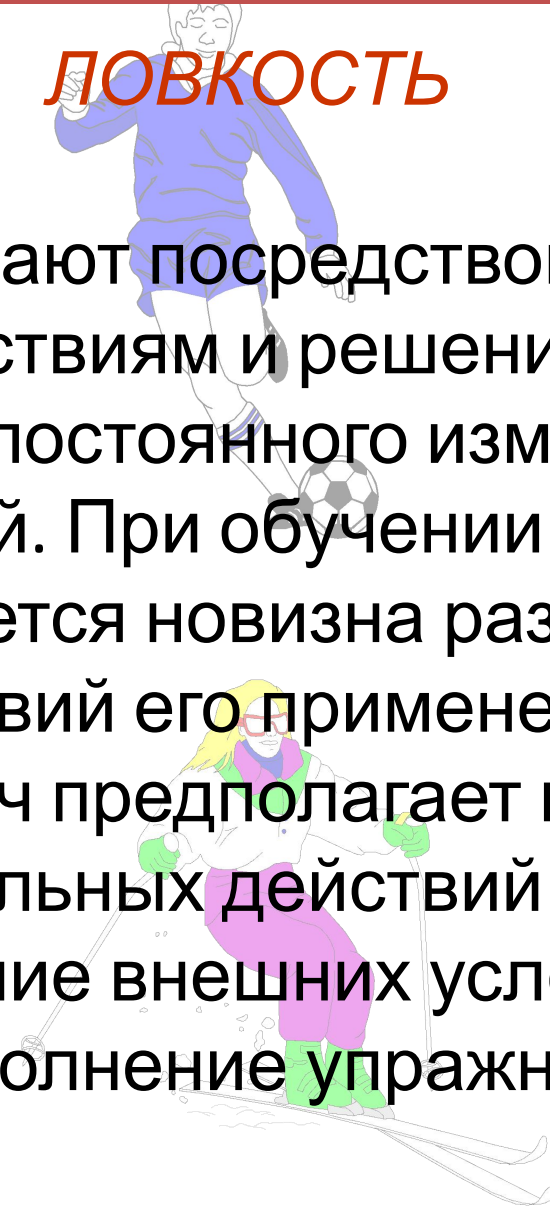 ЛОВКОСТЬ
ают посредство
ствиям и решени
постоянного изм
й. При обучении
ется новизна раз
вий его примене
ч предполагает
льных действий
ние внешних усл
олнение упражн